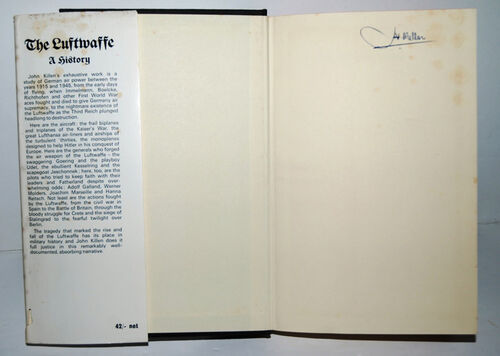 The Luftwaffe
A History
John Killen's exhaustive work is a
study of German air power between the
years 1915 and 1945, from the early days
of flying, when Immelmann, Boelcke,
Richthofen and other First World War
aces fought and died to give Germany air
supremacy, to the nightmare existence of
the Luftwaffe as the Third Reich plunged
headlong to destruction.
Here are the aircraft: the frail biplanes
and triplanes of the Kaiser's War, the
great Lufthansa air-liners and airships of
the turbulent 'thirties, the monoplanes
designed to help Hitler in his conquest of
Europe. Here are the generals who forged
the air weapon of the Luftwaffe – the
swaggering Goering and the playboy
Udet, the ebullient Kesselring and the
scapegoat Jeschonnek; here, too, are the
pilots who tried to keep faith with their
leaders and Fatherland despite over-
whelming odds: Adolf Galland, Werner
Molders, Joachim Marseille and Hanna
Reitsch. Not least are the actions fought
by the Luftwaffe, from the civil war in
Spain to the Battle of Britain, through the
bloody struggle for Crete and the siege of
Stalingrad to the fearful twilight over
Berlin.
The tragedy that marked the rise and
fall of the Luftwaffe has its place in
military history and John Killen does it
full justice in this remarkably well-
documented, absorbing narrative.
42/- net